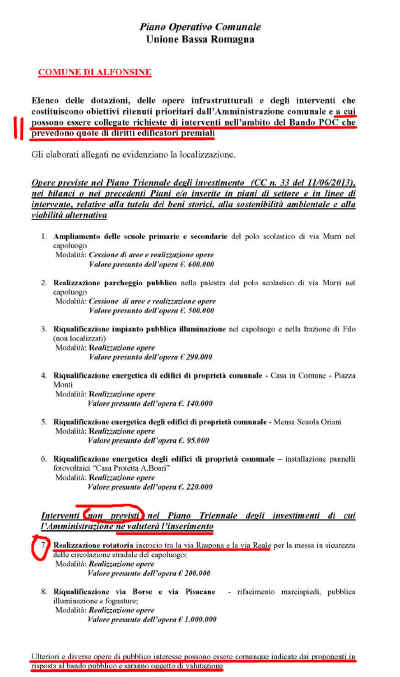 Piano Operativo Comunale
Unione Bassa Romagna
COMUNE DI ALFONSINE
Elenco delle dotazioni, delle opere infrastrutturali e degli interventi che
costituiscono obiettivi ritenuti prioritari dall'Amministrazione comunale e a cui
possono essere collegate richieste di interventi nell'ambito del Bando POC che
prevedono quote di diritti edificatori premiali
Gli elaborati allegati ne evidenziano la localizzazione.
Opere previste nel Piano Triennale degli investimento (CC n. 33 del 11/06/2013),
nei bilanci o nei precedenti Piani e/o inserite in piani di settore e in linee di
intervento, relative alla tutela dei beni storici, alla sostenibilità ambientale e alla
viabilità alternativa
1. Ampliamento delle scuole primarie e secondarie del polo scolastico di via Murri nel
capoluogo
Modalità: Cessione di aree e realizzazione opere
Valore presunto dell'opera €. 600.000
2. Realizzazione parcheggio pubblico nella palestra del polo scolastico di via Murri nel
capoluogo
Modalità: Cessione di aree e realizzazione opere
Valore presunto dell'opera €. 500.000
3. Riqualificazione impianto pubblica illuminazione nel capoluogo e nella frazione di Filo
(non localizzati)
Modalità: Realizzazione opere
Valore presunto dell'opera € 200.000
4. Riqualificazione energetica di edifici di proprietà comunale - Casa in Comune - Piazza
Monti
Modalità: Realizzazione opere
Valore presunto dell'opera €. 140.000
5. Riqualificazione energetica degli edifici di proprietà comunale - Mensa Scuola Oriani
Modalità: Realizzazione opere
Valore presunto dell'opera €. 95.000
6. Riqualificazione energetica degli edifici di proprietà comunale – installazione pannelli
fotovoltaici "Casa Protetta A.Boari"
Modalità: Realizzazione opere
Valore presunto dell'opera €. 220.000
Interventi non previsti nel Piano Triennale degli investimenti di cui
l'Amministrazione ne valuterà l'inserimento
7. Realizzazione rotatoria incrocio tra la via Raspona e la via Reale per la messa in sicurezza
della circolazione stradale del capoluogo;
Modalità: Realizzazione opere
Valore presunto dell'opera € 200.000
8. Riqualificazione via Borse e via Pisacane - rifacimento marciapiedi, pubblica
illuminazione e fognature;
Modalità: Realizzazione opere
Valore presunto dell'opera € 1.000.000
Ulteriori e diverse opere di pubblico interesse possono essere comunque indicate dai proponenti in
risposta al bando pubblico e saranno oggetto di valutazione